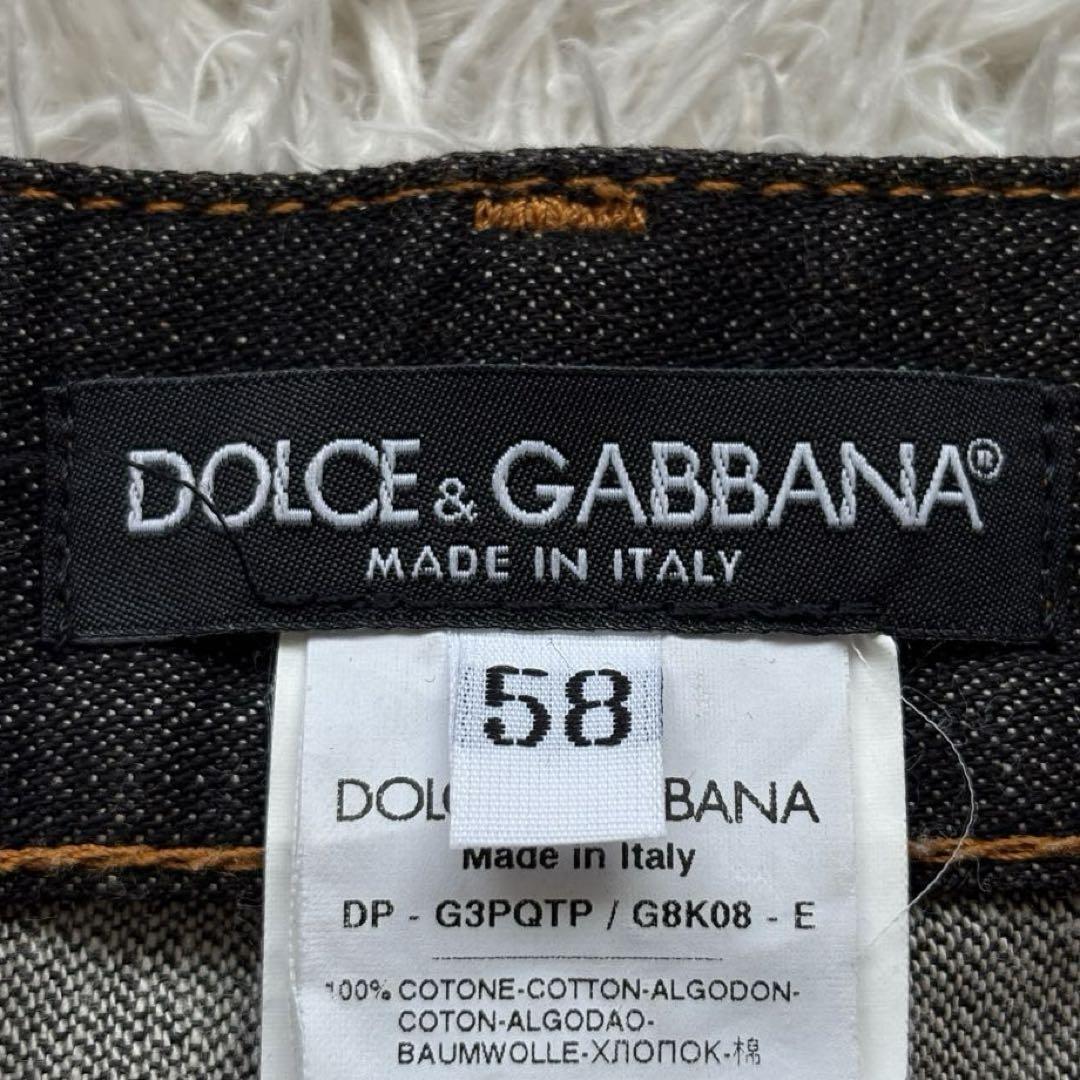 DOLCE & GABBANA®
MADE IN ITALY
58
DOL BANA
Made in Italy
DP - G3PQTP / G8K08 - E
100% COTONE-COTTON-ALGODON-
COTON-ALGODAO-
BAUMWOLLE-ХЛОПОК-棉